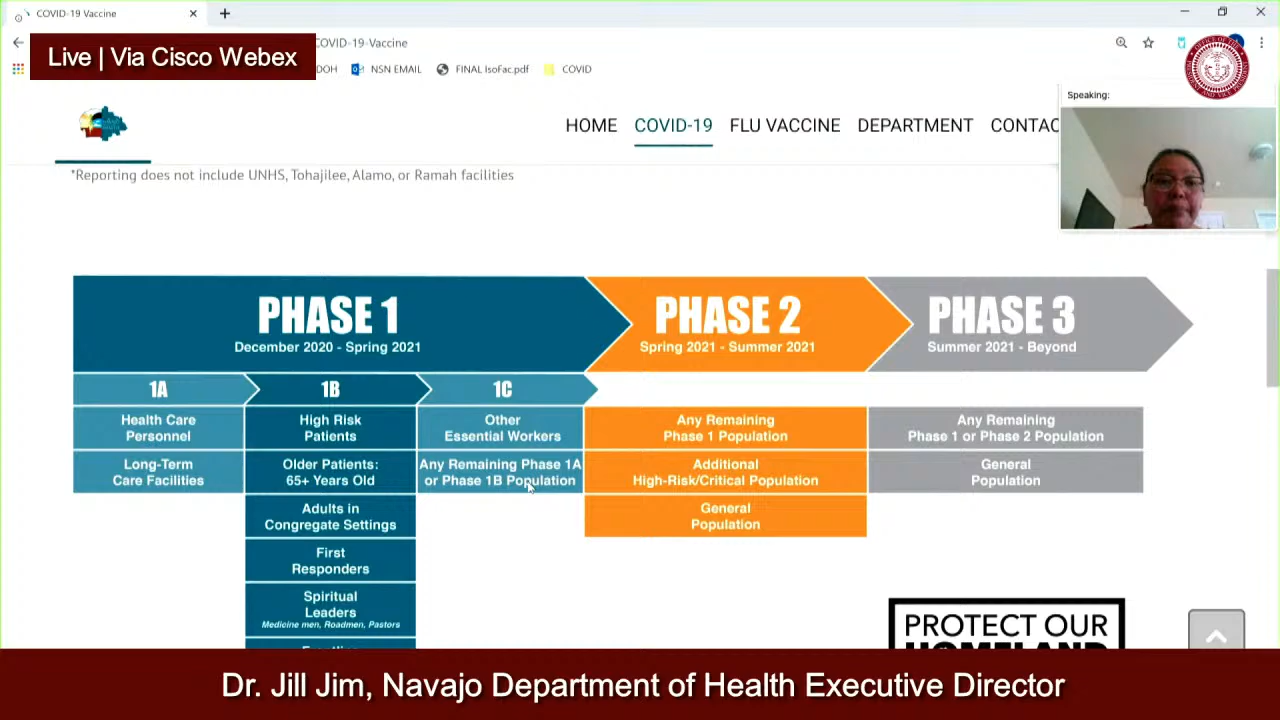 COVID-19 Vaccine
Live | Via Cisco Webex
COVID-19-Vaccine
DOH
NSN EMAIL
FINAL IsoFac.pdf
COVID
Speaking:
HOME
COVID-19
FLU VACCINE
DEPARTMENT
CONTAC
*Reporting does not include UNHS, Tohajilee, Alamo, or Ramah facilities
PHASE 1
December 2020 - Spring 2021
PHASE 2
Spring 2021 - Summer 2021
PHASE 3
Summer 2021 - Beyond
1A
Health Care
Personnel
Long-Term
Care Facilities
1B
High Risk
Patients
Older Patients:
65+ Years Old
Adults in
Congregate Settings
First
Responders
Spiritual
Leaders
Medicine men, Roadmen, Pastors
1C
Other
Essential Workers
Any Remaining Phase 1A
or Phase 1B Population
Any Remaining
Phase 1 Population
Additional
High-Risk/Critical Population
General
Population
Any Remaining
Phase 1 or Phase 2 Population
General
Population
PROTECT OUR
HOMELAND
Dr. Jill Jim, Navajo Department of Health Executive Director